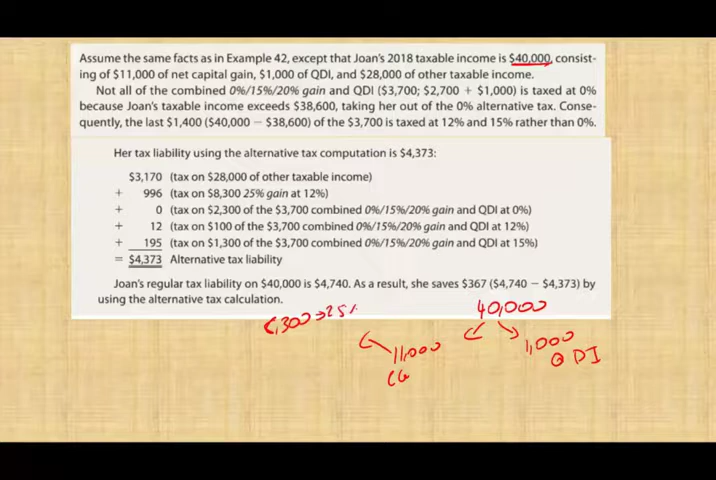 Assume the same facts as in Example 42, except that Joan's 2018 taxable income is $40,000, consist-
ing of $11,000 of net capital gain, $1,000 of QDI, and $28,000 of other taxable income.
Not all of the combined 0%/15%/20% gain and QDI ($3,700; $2,700 + $1,000) is taxed at 0%
because Joan's taxable income exceeds $38,600, taking her out of the 0% alternative tax. Conse-
quently, the last $1,400 ($40,000 − $38,600) of the $3,700 is taxed at 12% and 15% rather than 0%.
Her tax liability using the alternative tax computation is $4,373:
$3,170 (tax on $28,000 of other taxable income)
+ 996 (tax on $8,300 25% gain at 12%)
+ 0 (tax on $2,300 of the $3,700 combined 0%/15%/20% gain and QDI at 0%)
+ 12 (tax on $100 of the $3,700 combined 0%/15%/20% gain and QDI at 12%)
+ 195 (tax on $1,300 of the $3,700 combined 0%/15%/20% gain and QDI at 15%)
= $4,373 Alternative tax liability
Joan's regular tax liability on $40,000 is $4,740. As a result, she saves $367 ($4,740 − $4,373) by
using the alternative tax calculation.
40,000
11,000
1,000
CG
QDI